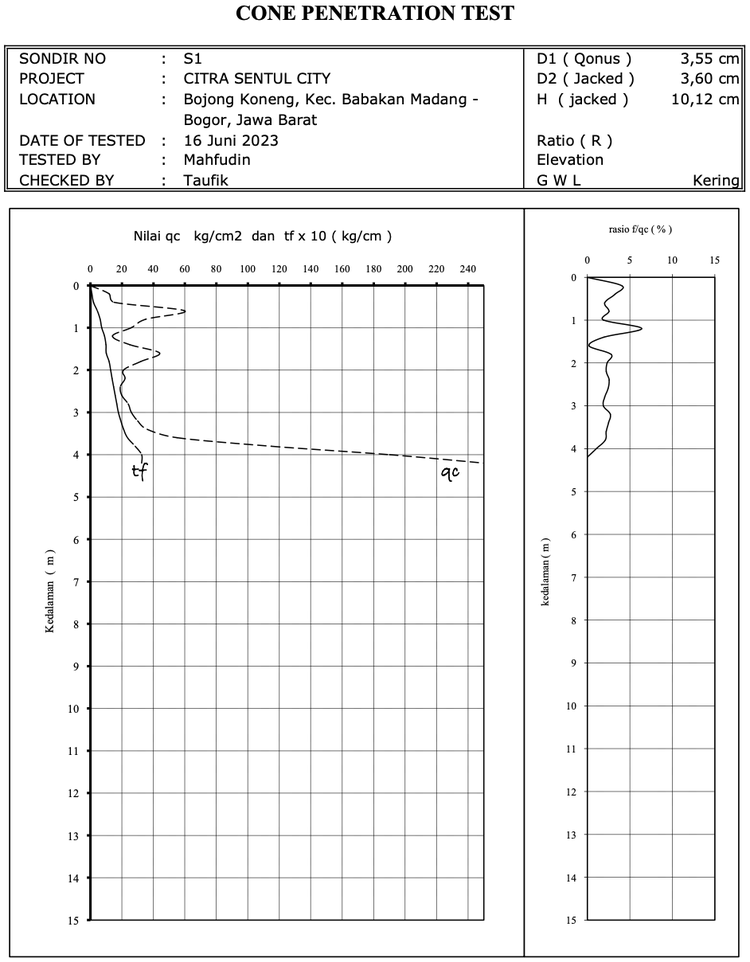 CONE PENETRATION TEST
SONDIR NO : S1
PROJECT : CITRA SENTUL CITY
LOCATION : Bojong Koneng, Kec. Babakan Madang -
Bogor, Jawa Barat
DATE OF TESTED : 16 Juni 2023
TESTED BY : Mahfudin
CHECKED BY : Taufik
D1 ( Qonus ) 3,55 cm
D2 ( Jacked ) 3,60 cm
H ( jacked ) 10,12 cm
Ratio ( R )
Elevation
G W L Kering
Nilai qc kg/cm2 dan tf x 10 ( kg/cm )
0 20 40 60 80 100 120 140 160 180 200 220 240
0
1
2
3
4
5
6
7
8
9
10
11
12
13
14
15
Kedalaman ( m )
tf
qc
rasio f/qc ( % )
0 5 10 15
0
1
2
3
4
5
6
7
8
9
10
11
12
13
14
15
kedalaman ( m )